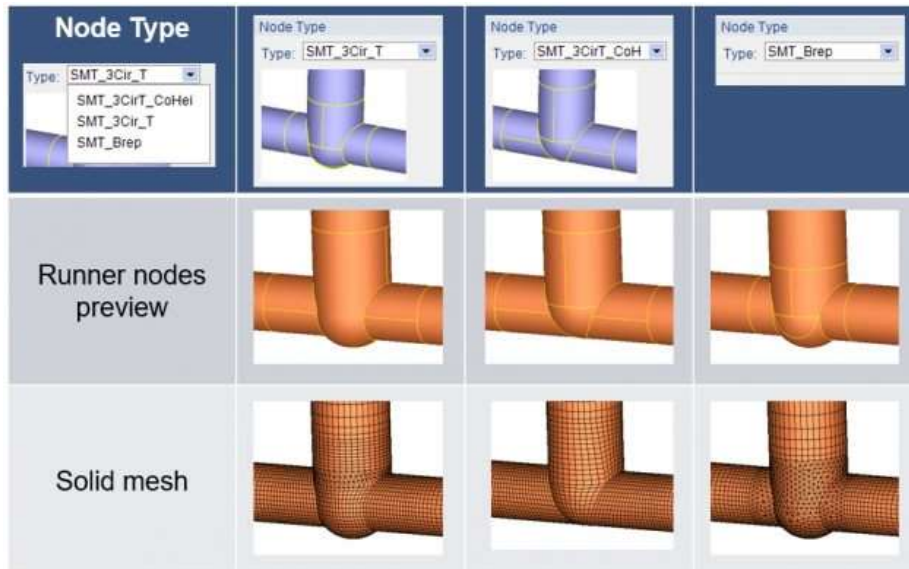 Node Type
Type: SMT_3Cir_T
SMT_3CirT_CoHei
SMT_3Cir_T
SMT_Brep
Node Type
Type: SMT_3Cir_T
Node Type
Type: SMT_3CirT_CoH
Node Type
Type: SMT_Brep
Runner nodes
preview
Solid mesh